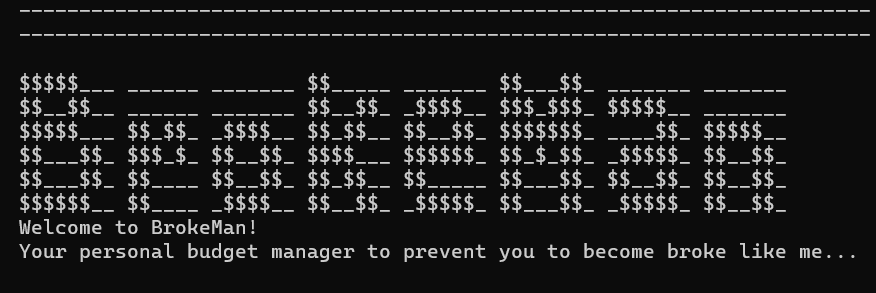 -----------------------------------------------------------------------
-----------------------------------------------------------------------
$$$$$___ ______ _______ $$_____ _______ $$___$$_ _______ _______
$$__$$__ ______ _______ $$__$$_ _$$$$__ $$$_$$$_ $$$$$__ _______
$$$$$___ $$_$$_ _$$$$__ $$_$$__ $$__$$_ $$$$$$$_ ____$$_ $$$$$__
$$___$$_ $$$_$_ $$__$$_ $$$$___ $$$$$$_ $$_$_$$_ _$$$$$_ $$__$$_
$$___$$_ $$____ $$__$$_ $$_$$__ $$_____ $$___$$_ $$__$$_ $$__$$_
$$$$$$__ $$____ _$$$$__ $$__$$_ _$$$$$_ $$___$$_ _$$$$$_ $$__$$_
Welcome to BrokeMan!
Your personal budget manager to prevent you to become broke like me...